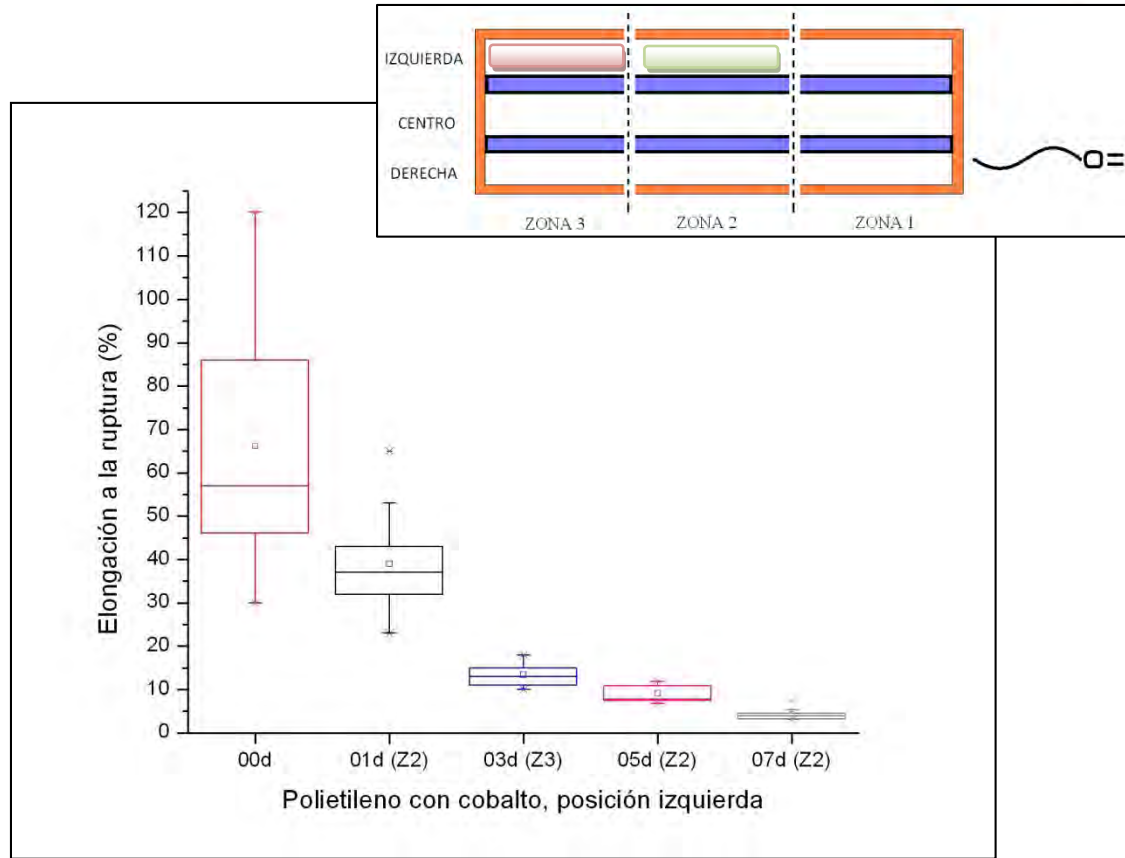 IZQUIERDA
CENTRO
DERECHA
ZONA 3 ZONA 2 ZONA 1
120
110
100
90
80
70
60
50
40
30
20
10
0
Elongación a la ruptura (%)
00d 01d (Z2) 03d (Z3) 05d (Z2) 07d (Z2)
Polietileno con cobalto, posición izquierda